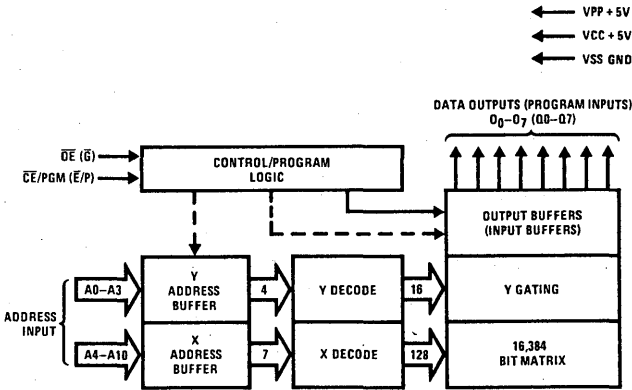 VPP + 5V
VCC + 5V
VSS GND
DATA OUTPUTS (PROGRAM INPUTS)
O0–O7 (Q0–Q7)
O̅E̅ (G̅)
C̅E̅/PGM (E̅/P)
CONTROL/PROGRAM
LOGIC
OUTPUT BUFFERS
(INPUT BUFFERS)
ADDRESS
INPUT
A0–A3
Y
ADDRESS
BUFFER
4
Y DECODE
16
Y GATING
A4–A10
X
ADDRESS
BUFFER
7
X DECODE
128
16,384
BIT MATRIX